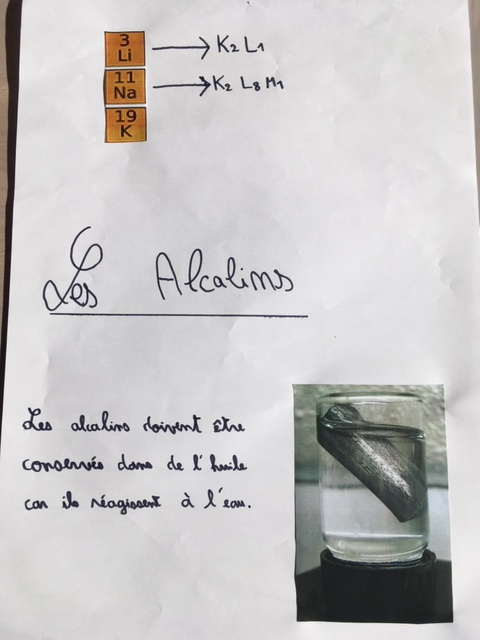 3
Li → K2 L1
11
Na → K2 L8 M1
19
K
Les Alcalins
Les alcalins doivent être
conservés dans de l'huile
car ils réagissent à l'eau.